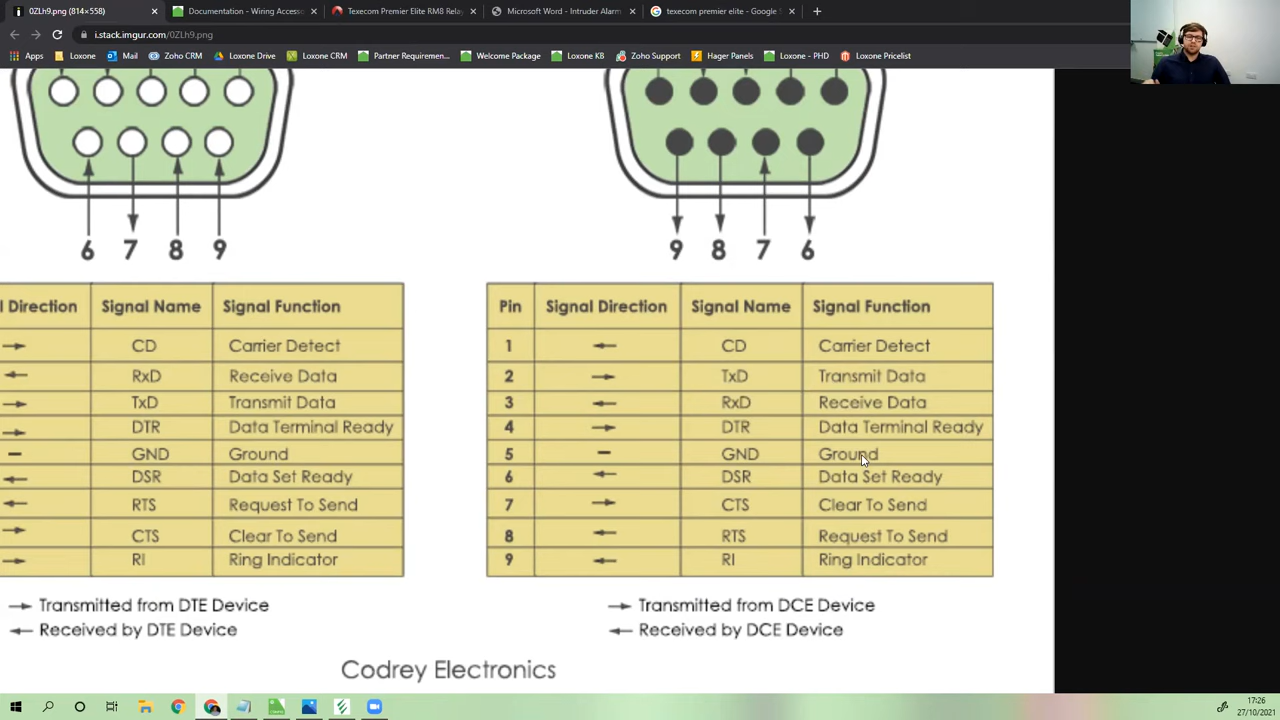 0ZLh9.png (814×558)
Documentation - Wiring Access
Texecom Premier Elite RM8 Relay
Microsoft Word - Intruder Alarm
texecom premier elite - Google
i.stack.imgur.com/0ZLh9.png
Apps
Loxone
Mail
Zoho CRM
Loxone Drive
Loxone CRM
Partner Requiremen...
Welcome Package
Loxone KB
Zoho Support
Hager Panels
Loxone - PHD
Loxone Pricelist
6 7 8 9
9 8 7 6
l Direction Signal Name Signal Function
CD Carrier Detect
RxD Receive Data
TxD Transmit Data
DTR Data Terminal Ready
GND Ground
DSR Data Set Ready
RTS Request To Send
CTS Clear To Send
RI Ring Indicator
→ Transmitted from DTE Device
← Received by DTE Device
Pin Signal Direction Signal Name Signal Function
1 ← CD Carrier Detect
2 → TxD Transmit Data
3 ← RxD Receive Data
4 → DTR Data Terminal Ready
5 – GND Ground
6 ← DSR Data Set Ready
7 → CTS Clear To Send
8 ← RTS Request To Send
9 ← RI Ring Indicator
→ Transmitted from DCE Device
← Received by DCE Device
Codrey Electronics
17:26
27/10/2021